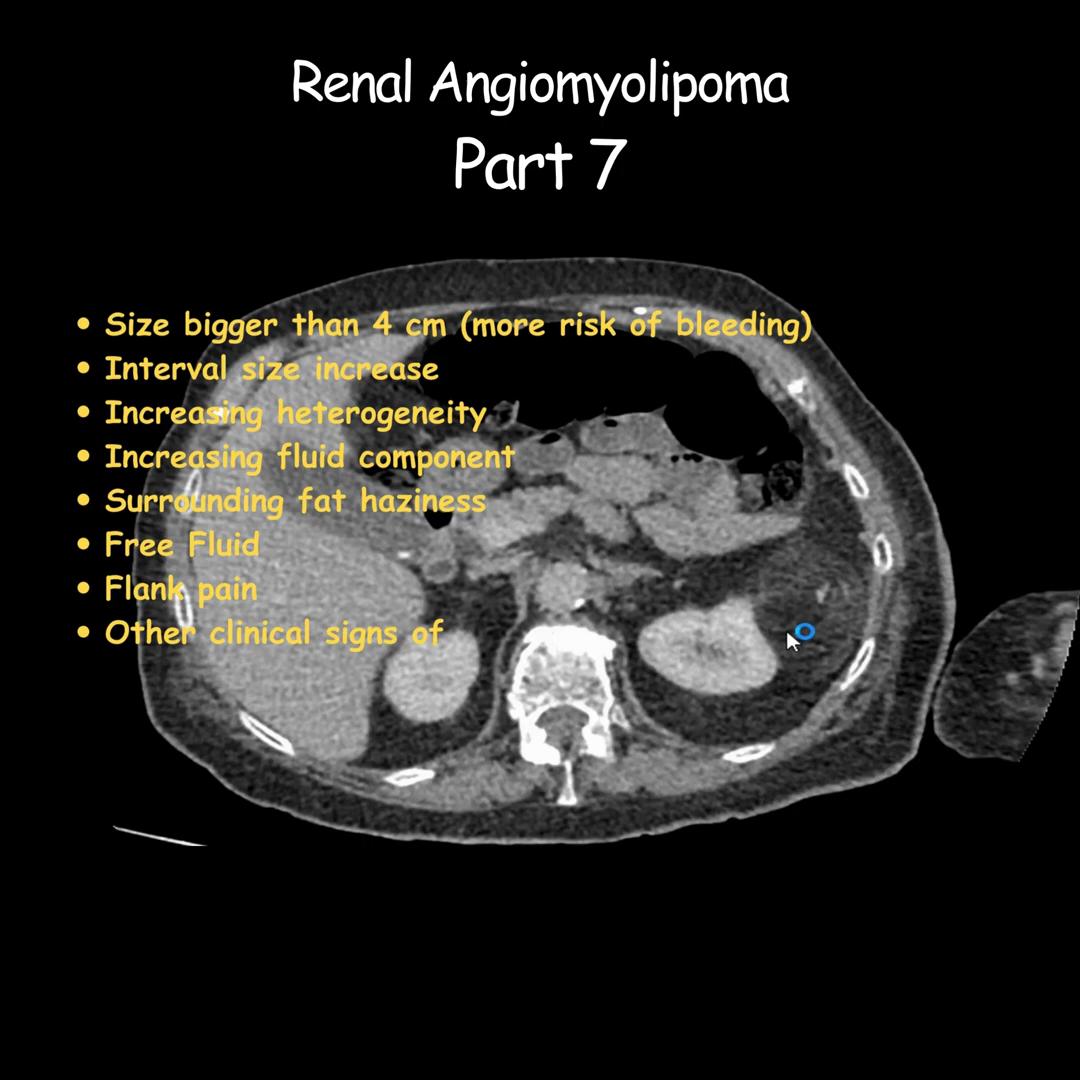 Renal Angiomyolipoma
Part 7
• Size bigger than 4 cm (more risk of bleeding)
• Interval size increase
• Increasing heterogeneity
• Increasing fluid component
• Surrounding fat haziness
• Free Fluid
• Flank pain
• Other clinical signs of